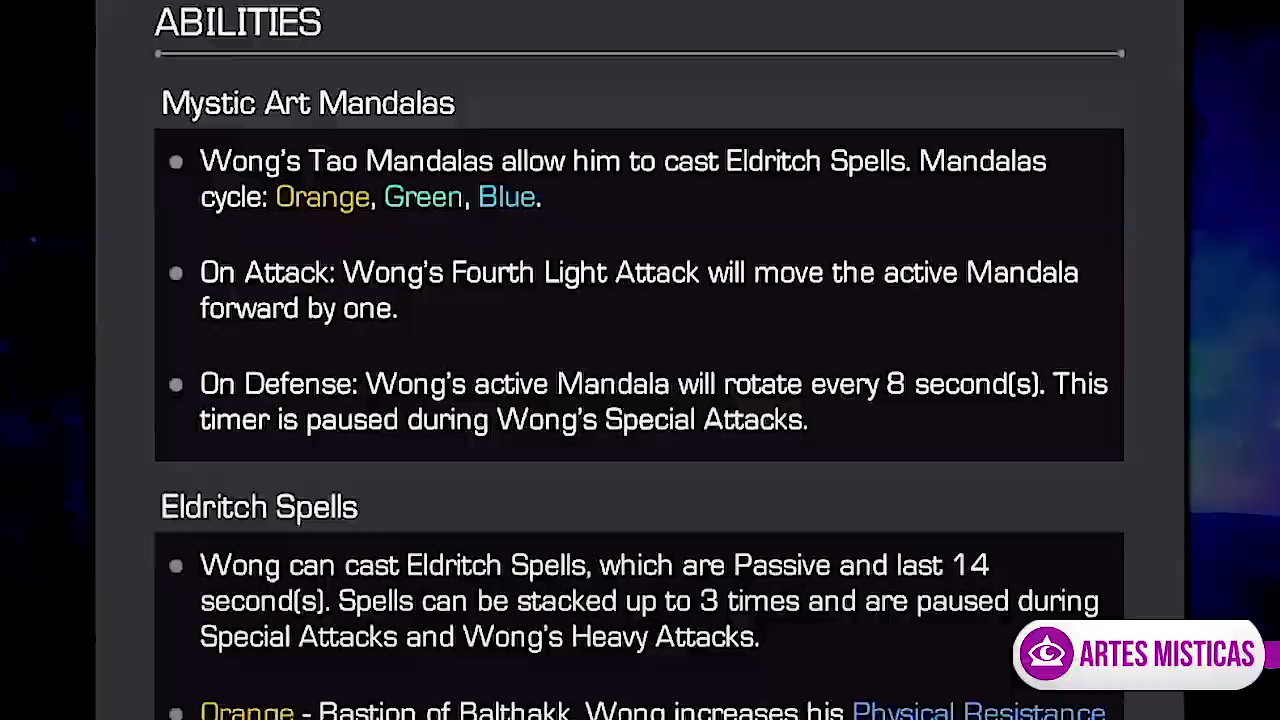 ABILITIES
Mystic Art Mandalas
Wong's Tao Mandalas allow him to cast Eldritch Spells. Mandalas
cycle: Orange, Green, Blue.
On Attack: Wong's Fourth Light Attack will move the active Mandala
forward by one.
On Defense: Wong's active Mandala will rotate every 8 second(s). This
timer is paused during Wong's Special Attacks.
Eldritch Spells
Wong can cast Eldritch Spells, which are Passive and last 14
second(s). Spells can be stacked up to 3 times and are paused during
Special Attacks and Wong's Heavy Attacks.
ARTES MISTICAS
Orange - Bastion of Balthakk. Wong increases his Physical Resistance